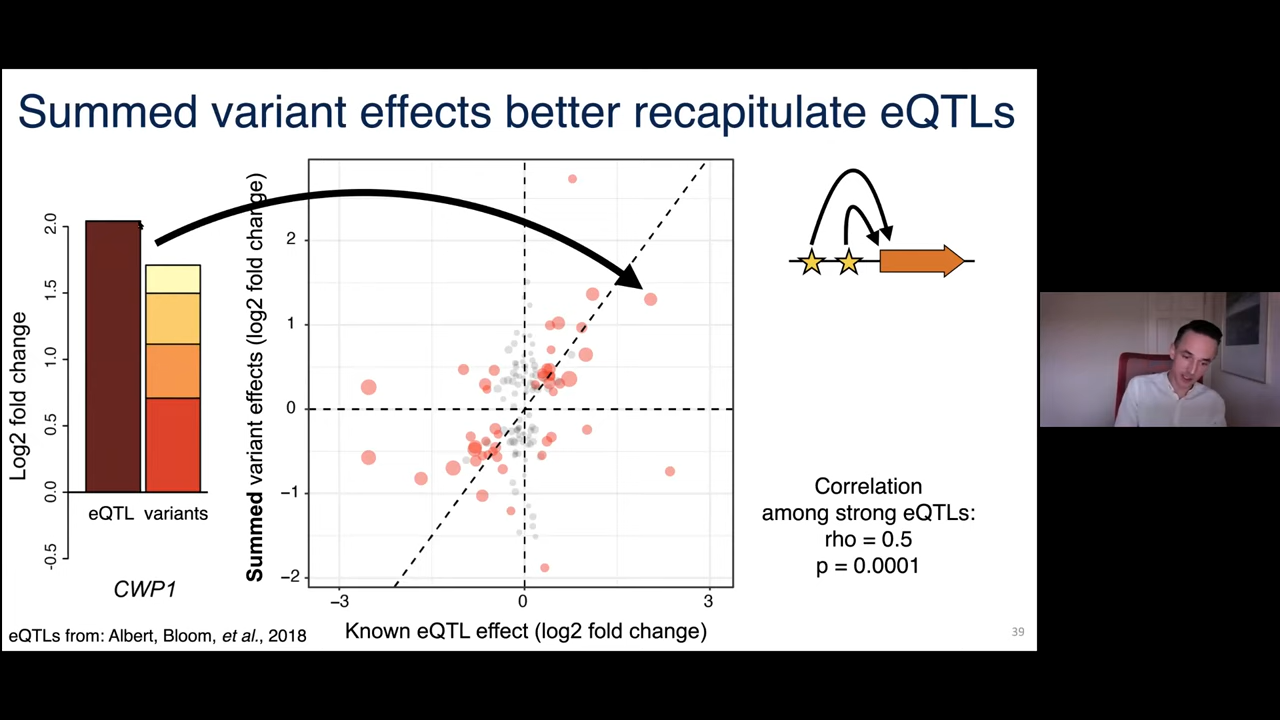 Summed variant effects better recapitulate eQTLs
Log2 fold change
2.0
1.5
1.0
0.5
0.0
-0.5
eQTL variants
CWP1
Summed variant effects (log2 fold change)
2
1
0
−1
−2
−3
0
3
Known eQTL effect (log2 fold change)
Correlation
among strong eQTLs:
rho = 0.5
p = 0.0001
eQTLs from: Albert, Bloom, et al., 2018
39